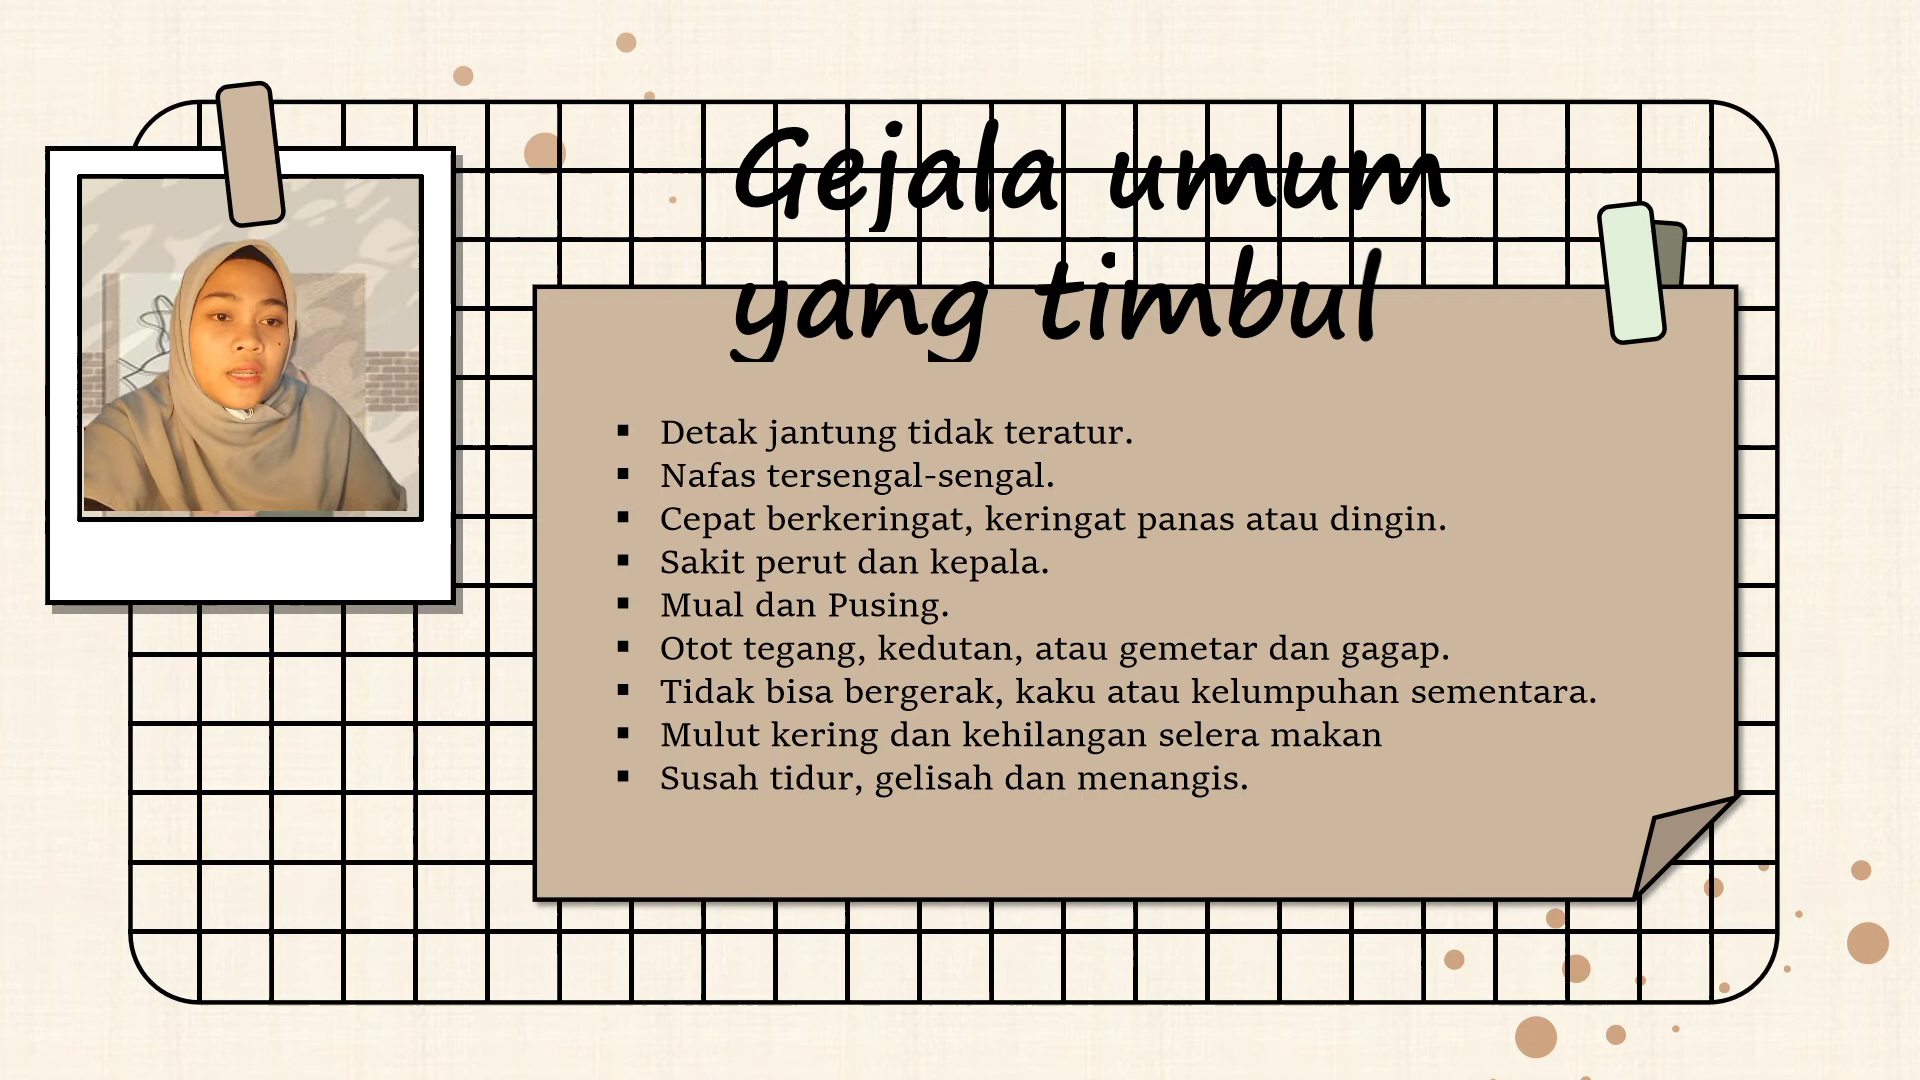 Gejala umum
yang timbul
▪ Detak jantung tidak teratur.
▪ Nafas tersengal-sengal.
▪ Cepat berkeringat, keringat panas atau dingin.
▪ Sakit perut dan kepala.
▪ Mual dan Pusing.
▪ Otot tegang, kedutan, atau gemetar dan gagap.
▪ Tidak bisa bergerak, kaku atau kelumpuhan sementara.
▪ Mulut kering dan kehilangan selera makan
▪ Susah tidur, gelisah dan menangis.